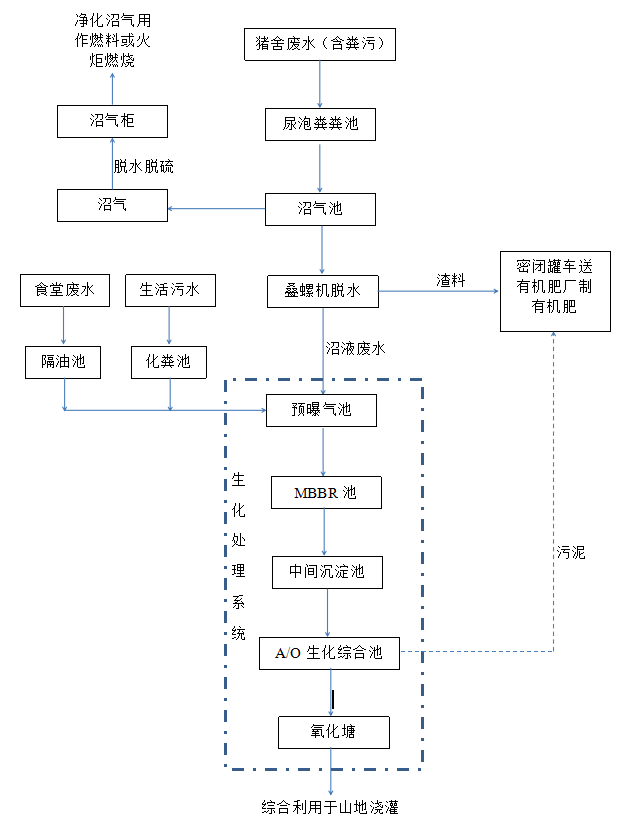 净化沼气用
作燃料或火
炬燃烧
猪舍废水（含粪污）
沼气柜
尿泡粪粪池
脱水脱硫
沼气
沼气池
食堂废水
生活污水
叠螺机脱水
渣料
密闭罐车送
有机肥厂制
有机肥
隔油池
化粪池
沼液废水
预曝气池
生
化
处
理
系
统
MBBR 池
中间沉淀池
污泥
A/O 生化综合池
氧化塘
综合利用于山地浇灌